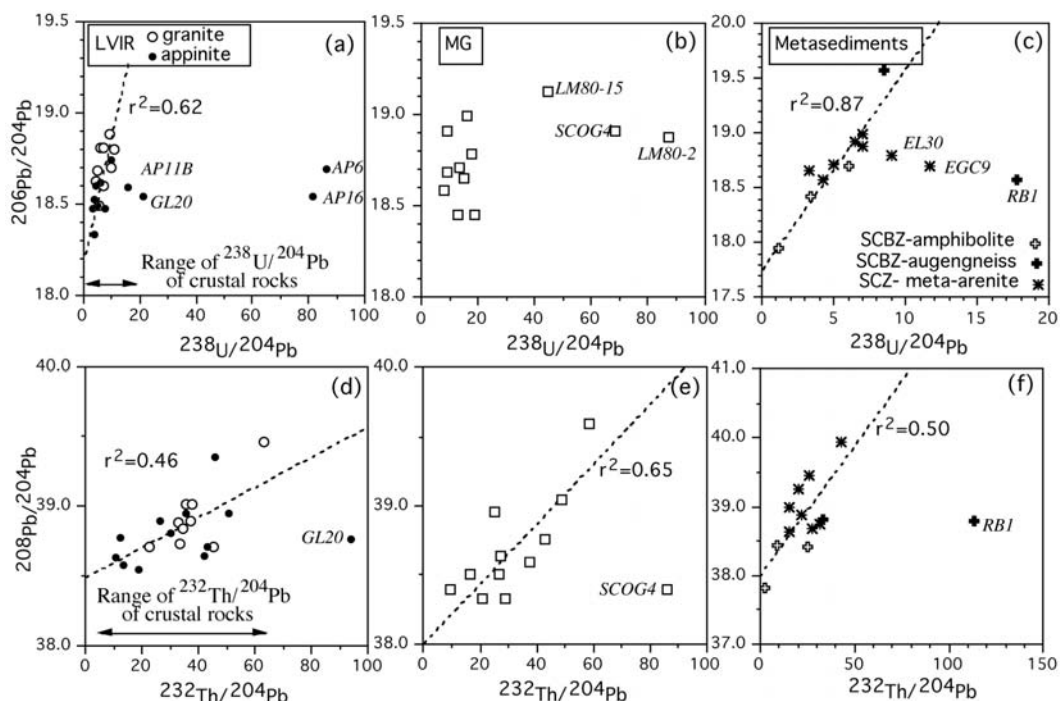 LVIR
○ granite
● appinite
(a)
r²=0.62
AP11B
GL20
AP6
AP16
Range of ²³⁸U/²⁰⁴Pb
of crustal rocks
206Pb/204Pb
19.5
19.0
18.5
18.0
0 20 40 60 80 100
²³⁸U/²⁰⁴Pb
MG
(b)
LM80-15
SCOG4
LM80-2
19.5
19.0
18.5
18.0
0 20 40 60 80 100
²³⁸U/²⁰⁴Pb
Metasediments
(c)
r²=0.87
EL30
EGC9
RB1
SCBZ-amphibolite
SCBZ-augengneiss
SCZ- meta-arenite
20.0
19.5
19.0
18.5
18.0
17.5
0 5 10 15 20
²³⁸U/²⁰⁴Pb
(d)
r²=0.46
GL20
Range of ²³²Th/²⁰⁴Pb
of crustal rocks
208Pb/204Pb
40.0
39.0
38.0
0 20 40 60 80 100
²³²Th/²⁰⁴Pb
(e)
r²=0.65
SCOG4
40.0
39.0
38.0
0 20 40 60 80 100
²³²Th/²⁰⁴Pb
(f)
r²=0.50
RB1
41.0
40.0
39.0
38.0
37.0
0 50 100 150
²³²Th/²⁰⁴Pb